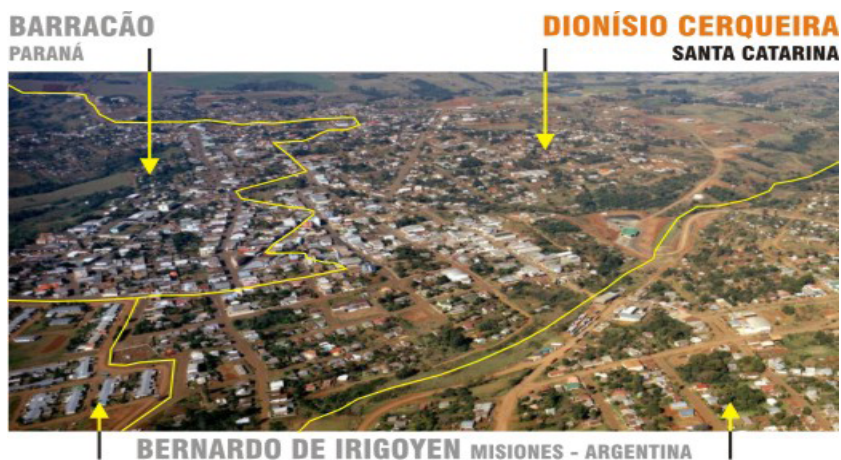 BARRACÃO
PARANÁ
DIONÍSIO CERQUEIRA
SANTA CATARINA
BERNARDO DE IRIGOYEN MISIONES - ARGENTINA